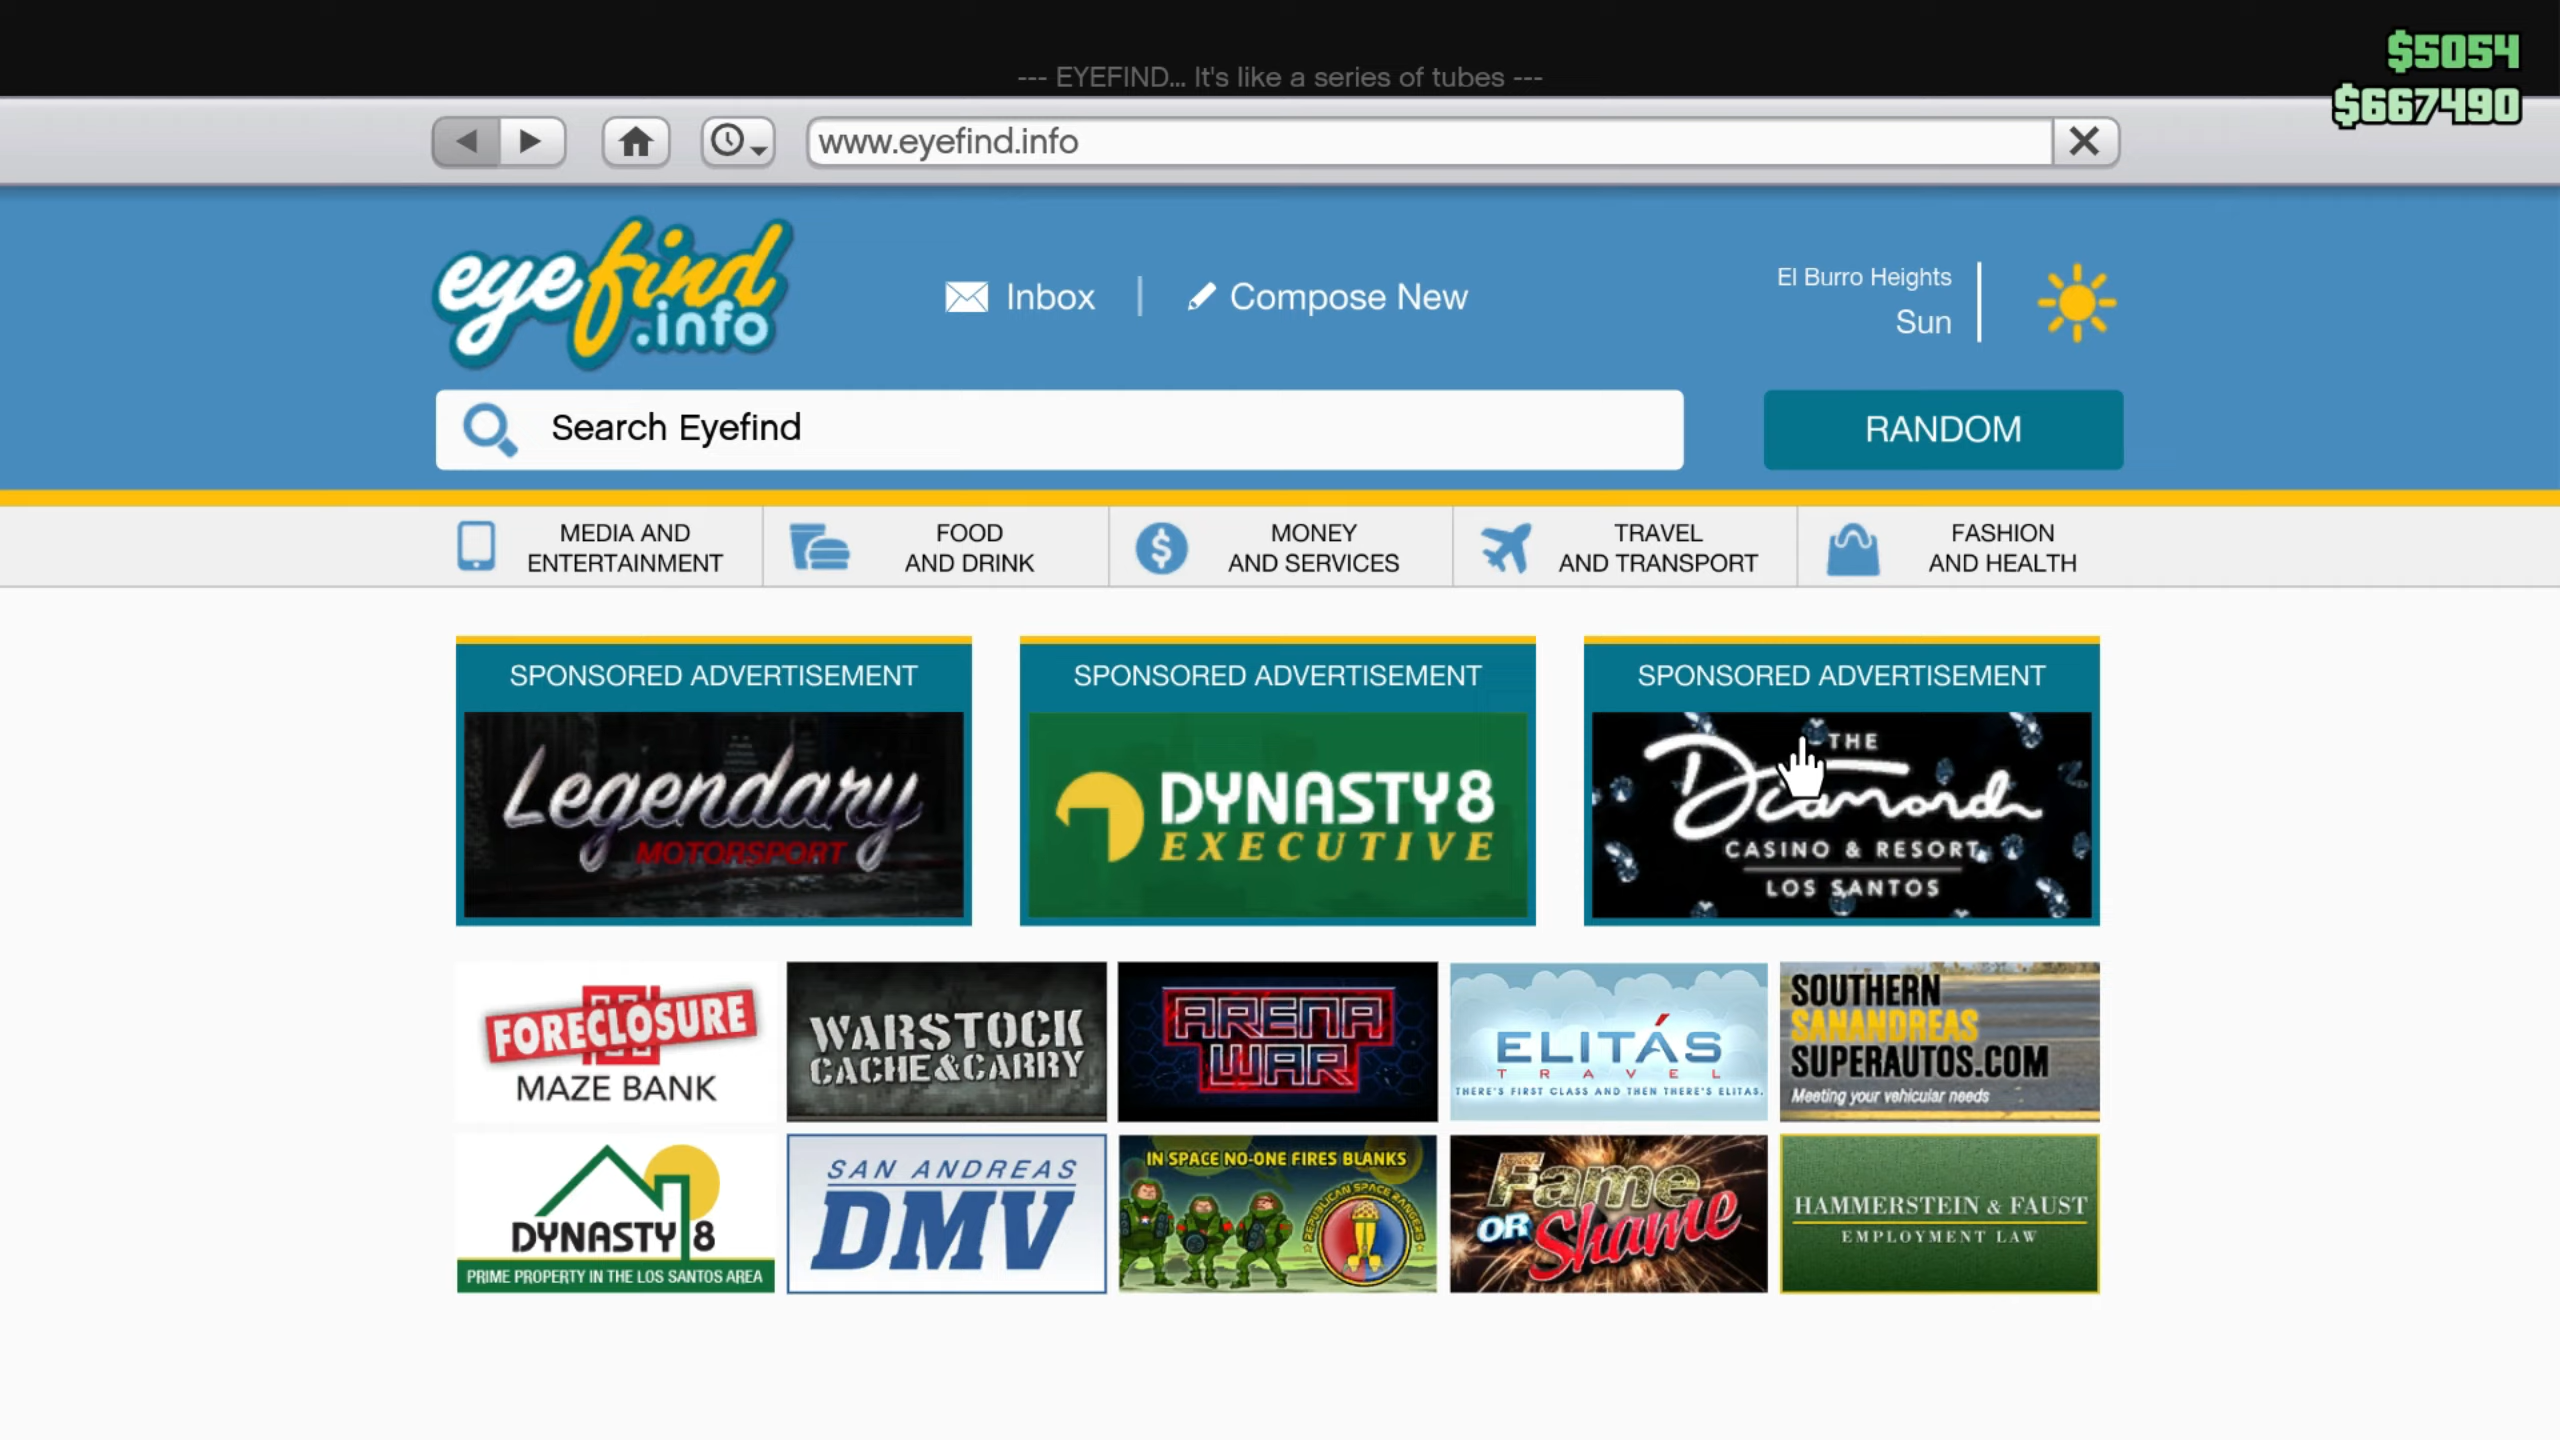 $5054
--- EYEFIND... It's like a series of tubes ---
$667490
www.eyefind.info
eyefind
.info
Inbox
Compose New
El Burro Heights
Sun
Search Eyefind
RANDOM
MEDIA AND
ENTERTAINMENT
FOOD
AND DRINK
MONEY
AND SERVICES
TRAVEL
AND TRANSPORT
FASHION
AND HEALTH
SPONSORED ADVERTISEMENT
Legendary
MOTORSPORT
SPONSORED ADVERTISEMENT
DYNASTY 8
EXECUTIVE
SPONSORED ADVERTISEMENT
THE
Diamond
CASINO & RESORT
LOS SANTOS
FORECLOSURE
MAZE BANK
WARSTOCK
CACHE & CARRY
ARENA
WAR
ELITÁS
TRAVEL
THERE'S FIRST CLASS AND THEN THERE'S ELITAS.
SOUTHERN
SANANDREAS
SUPERAUTOS.COM
Meeting your vehicular needs
DYNASTY 8
PRIME PROPERTY IN THE LOS SANTOS AREA
SAN ANDREAS
DMV
IN SPACE NO-ONE FIRES BLANKS
REPUBLICAN SPACE RANGERS
Fame
OR Shame
HAMMERSTEIN & FAUST
EMPLOYMENT LAW